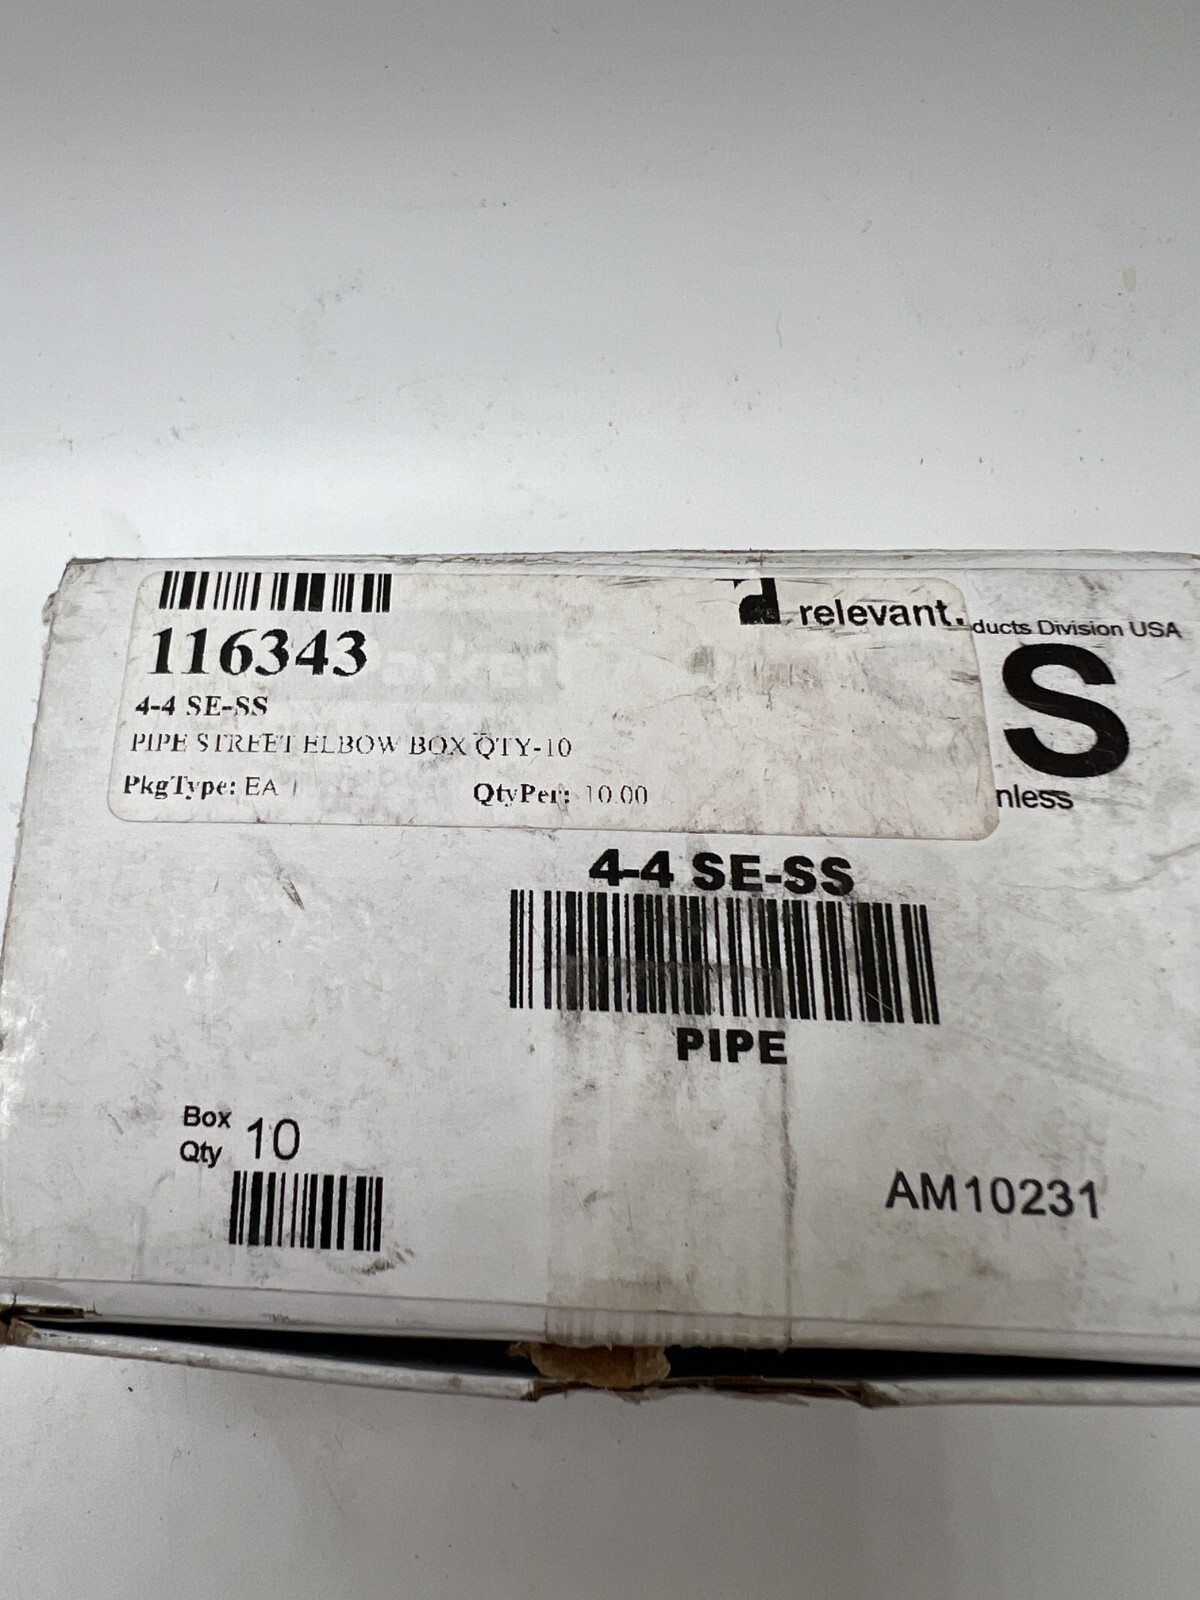 relevant.
ducts Division USA
116343
S
4-4 SE-SS
PIPE STREET ELBOW BOX QTY-10
PkgType: EA
QtyPer: 10.00
nless
4-4 SE-SS
PIPE
Box
Qty 10
AM10231